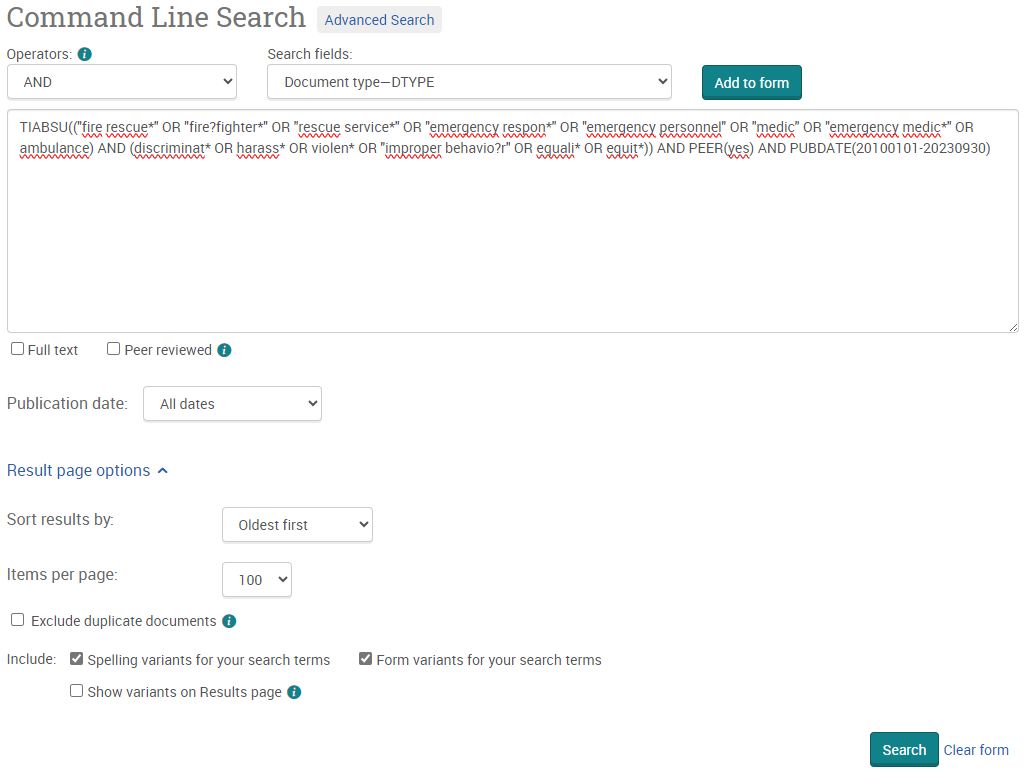 Command Line Search Advanced Search
Operators: i Search fields:
AND Document type—DTYPE Add to form
TIABSU(("fire rescue*" OR "fire?fighter*" OR "rescue service*" OR "emergency respon*" OR "emergency personnel" OR "medic" OR "emergency medic*" OR
ambulance) AND (discriminat* OR harass* OR violen* OR "improper behavio?r" OR equali* OR equit*)) AND PEER(yes) AND PUBDATE(20100101-20230930)
Full text Peer reviewed i
Publication date: All dates
Result page options
Sort results by: Oldest first
Items per page: 100
Exclude duplicate documents i
Include: Spelling variants for your search terms Form variants for your search terms
Show variants on Results page i
Search Clear form